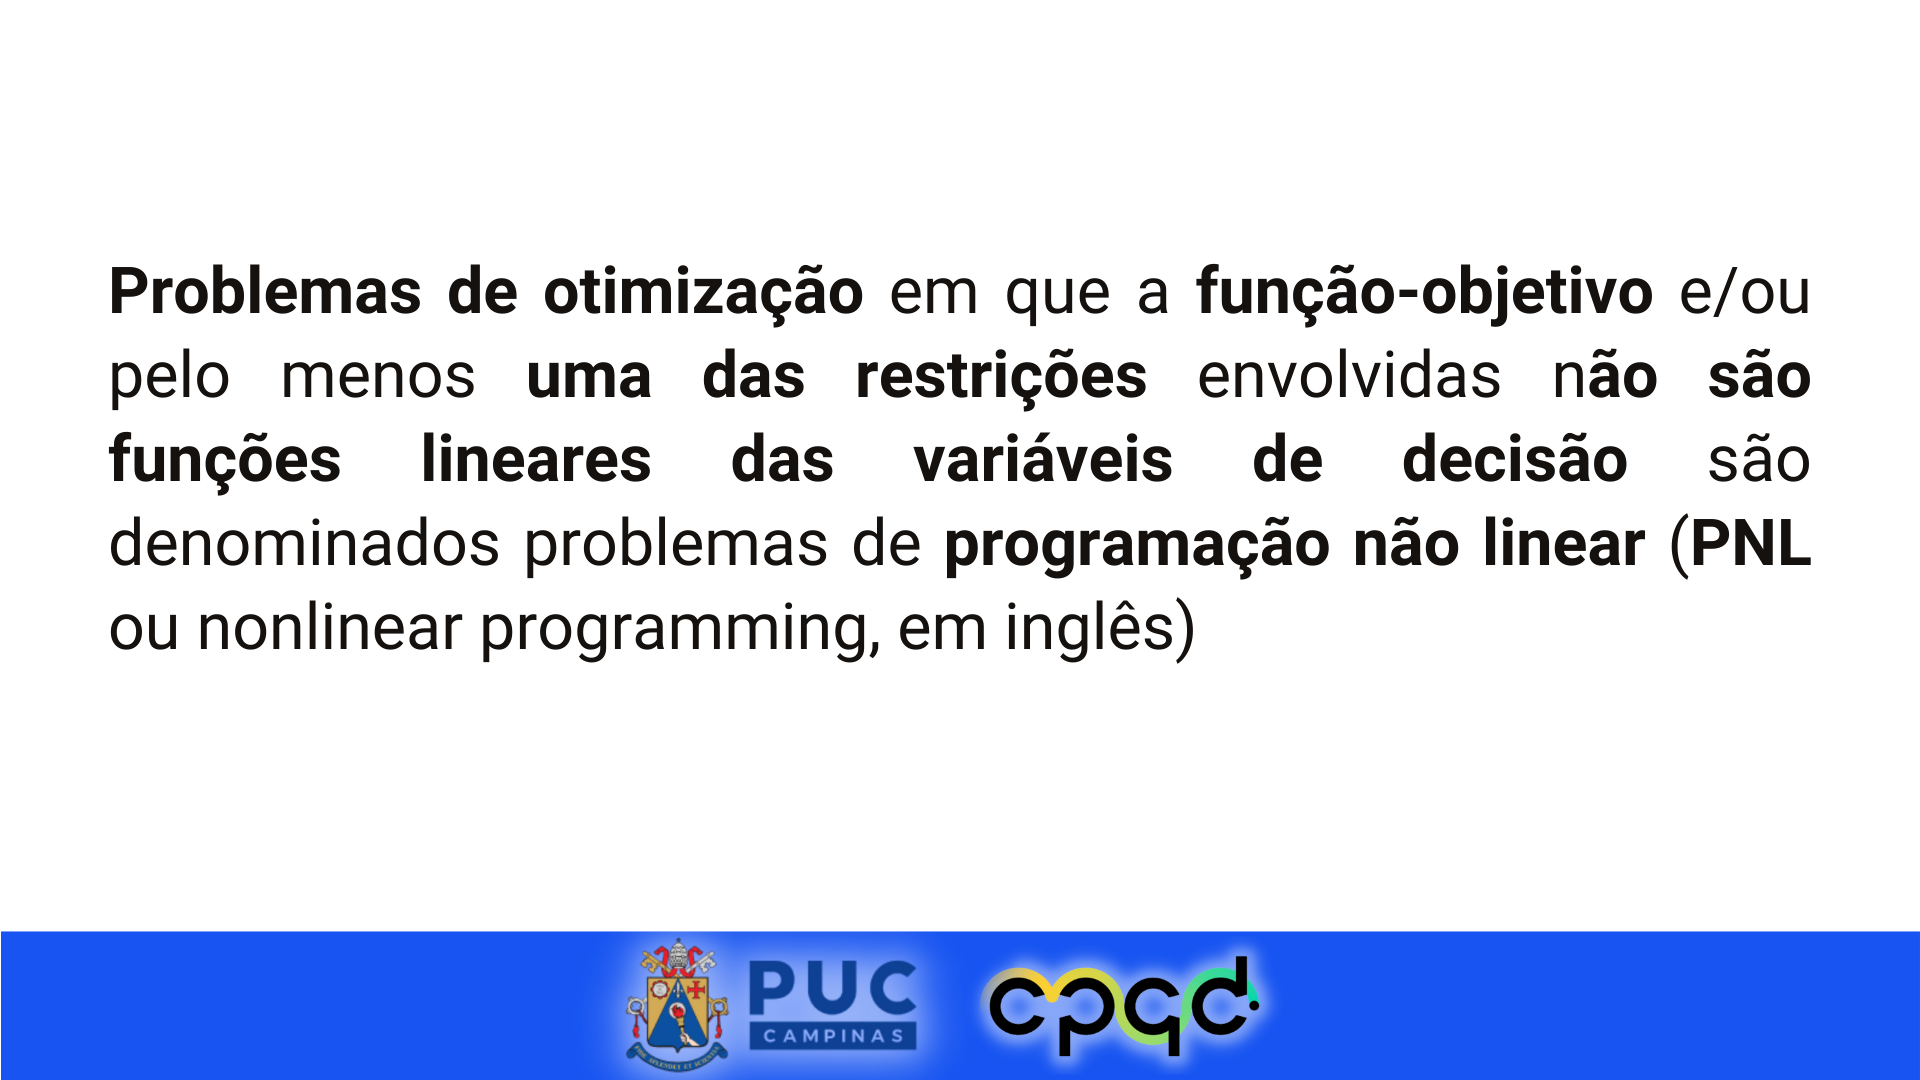 Problemas de otimização em que a função-objetivo e/ou
pelo menos uma das restrições envolvidas não são
funções lineares das variáveis de decisão são
denominados problemas de programação não linear (PNL
ou nonlinear programming, em inglês)
PUC
CAMPINAS
cpqd